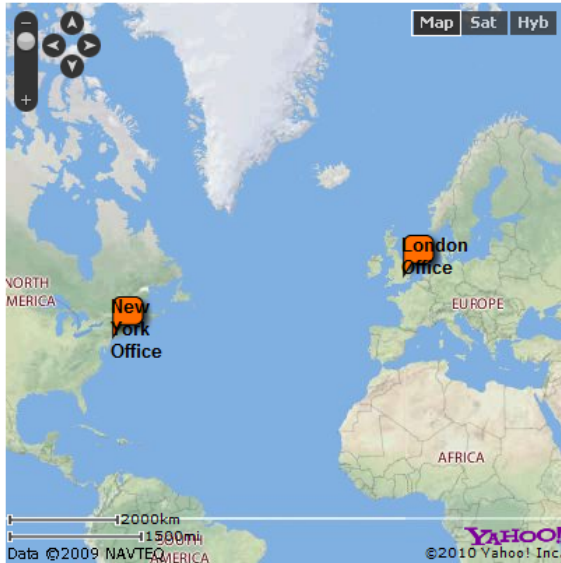 −
Map Sat Hyb
+
London
Office
NORTH
AMERICA
New
York
Office
EUROPE
AFRICA
2000km
1500mi
SOUTH
AMERICA
YAHOO!
Data ©2009 NAVTEQ
©2010 Yahoo! Inc.